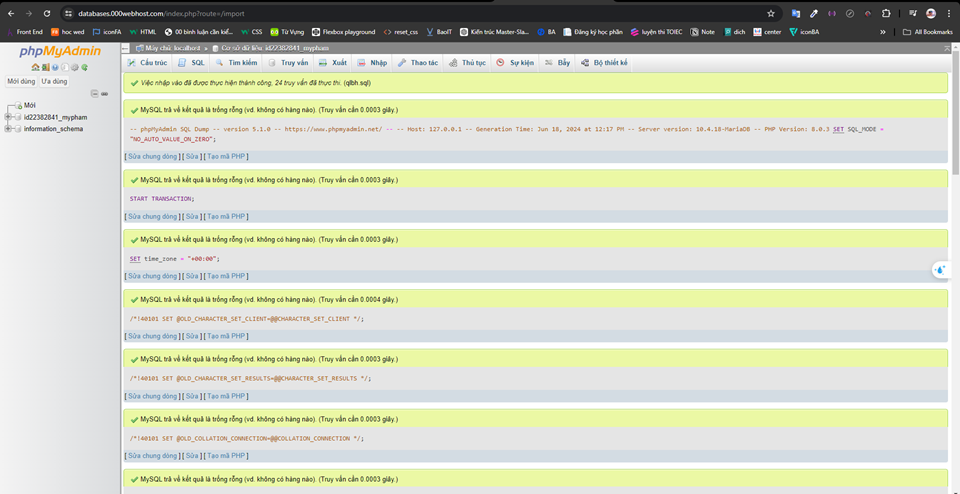 databases.000webhost.com/index.php?route=/import
Front End
hoc wed
iconFA
HTML
00 bình luận cần kiể...
CSS
Từ Vựng
Flexbox playground
reset_css
BaoIT
Kiến trúc Master-Sla...
BA
Đăng ký học phần
luyện thi TOEIC
Note
dich
center
iconBA
All Bookmarks
phpMyAdmin
Mới dùng
Ưa dùng
Mới
id22382841_mypham
information_schema
Máy chủ: localhost » Cơ sở dữ liệu: id22382841_mypham
Cấu trúc
SQL
Tìm kiếm
Truy vấn
Xuất
Nhập
Thao tác
Thủ tục
Sự kiện
Bẫy
Bộ thiết kế
Việc nhập vào đã được thực hiện thành công, 24 truy vấn đã thực thi. (qlbh.sql)
MySQL trả về kết quả là trống rỗng (vd. không có hàng nào). (Truy vấn cần 0.0003 giây.)
-- phpMyAdmin SQL Dump -- version 5.1.0 -- https://www.phpmyadmin.net/ -- -- Host: 127.0.0.1 -- Generation Time: Jun 18, 2024 at 12:17 PM -- Server version: 10.4.18-MariaDB -- PHP Version: 8.0.3 SET SQL_MODE =
"NO_AUTO_VALUE_ON_ZERO";
[ Sửa chung dòng ] [ Sửa ] [ Tạo mã PHP ]
MySQL trả về kết quả là trống rỗng (vd. không có hàng nào). (Truy vấn cần 0.0003 giây.)
START TRANSACTION;
[ Sửa chung dòng ] [ Sửa ] [ Tạo mã PHP ]
MySQL trả về kết quả là trống rỗng (vd. không có hàng nào). (Truy vấn cần 0.0003 giây.)
SET time_zone = "+00:00";
[ Sửa chung dòng ] [ Sửa ] [ Tạo mã PHP ]
MySQL trả về kết quả là trống rỗng (vd. không có hàng nào). (Truy vấn cần 0.0004 giây.)
/*!40101 SET @OLD_CHARACTER_SET_CLIENT=@@CHARACTER_SET_CLIENT */;
[ Sửa chung dòng ] [ Sửa ] [ Tạo mã PHP ]
MySQL trả về kết quả là trống rỗng (vd. không có hàng nào). (Truy vấn cần 0.0003 giây.)
/*!40101 SET @OLD_CHARACTER_SET_RESULTS=@@CHARACTER_SET_RESULTS */;
[ Sửa chung dòng ] [ Sửa ] [ Tạo mã PHP ]
MySQL trả về kết quả là trống rỗng (vd. không có hàng nào). (Truy vấn cần 0.0003 giây.)
/*!40101 SET @OLD_COLLATION_CONNECTION=@@COLLATION_CONNECTION */;
[ Sửa chung dòng ] [ Sửa ] [ Tạo mã PHP ]
MySQL trả về kết quả là trống rỗng (vd. không có hàng nào). (Truy vấn cần 0.0003 giây.)